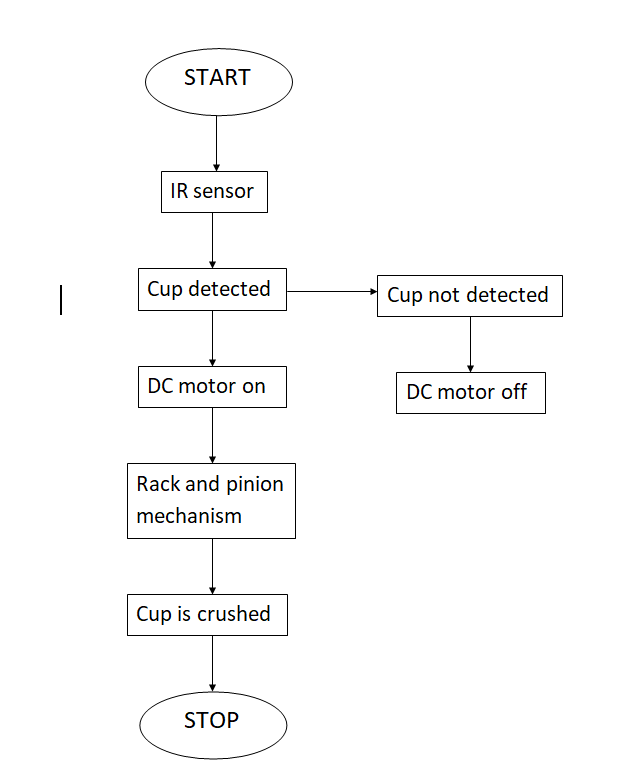 START
IR sensor
Cup detected
Cup not detected
DC motor on
DC motor off
Rack and pinion
mechanism
Cup is crushed
STOP